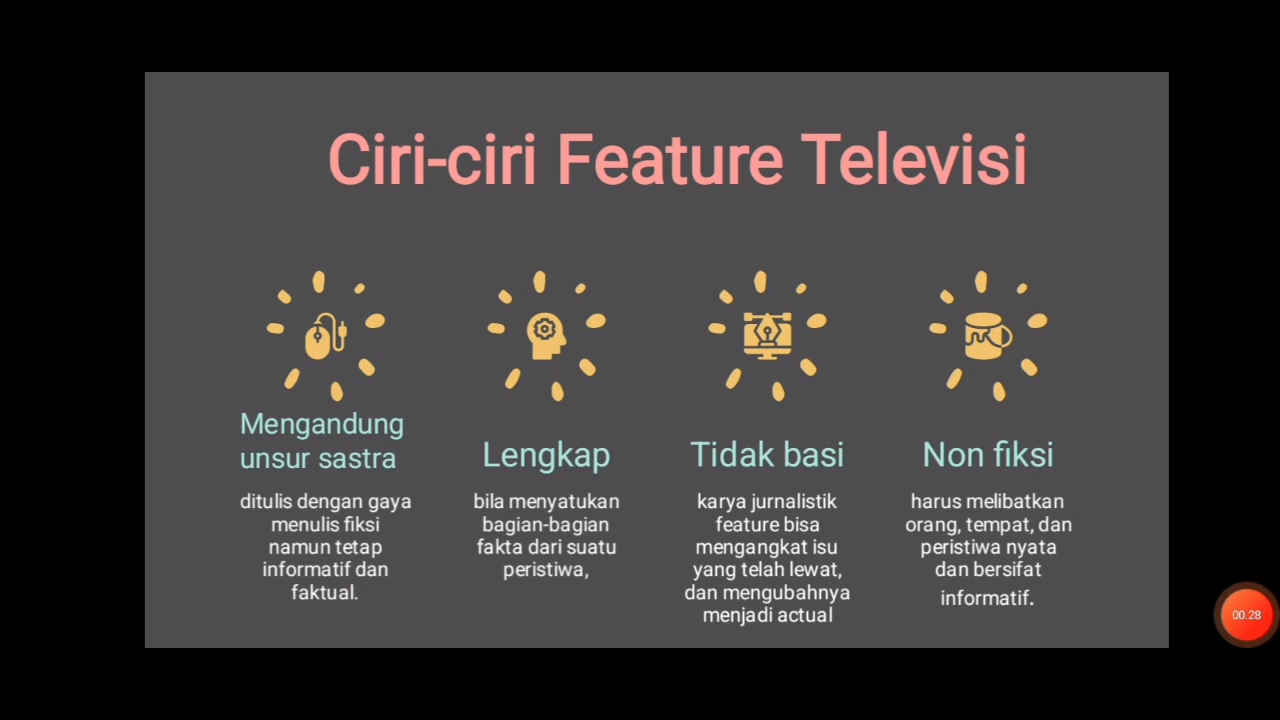 Ciri-ciri Feature Televisi
Mengandung
unsur sastra
ditulis dengan gaya
menulis fiksi
namun tetap
informatif dan
faktual.
Lengkap
bila menyatukan
bagian-bagian
fakta dari suatu
peristiwa,
Tidak basi
karya jurnalistik
feature bisa
mengangkat isu
yang telah lewat,
dan mengubahnya
menjadi actual
Non fiksi
harus melibatkan
orang, tempat, dan
peristiwa nyata
dan bersifat
informatif.
00.28